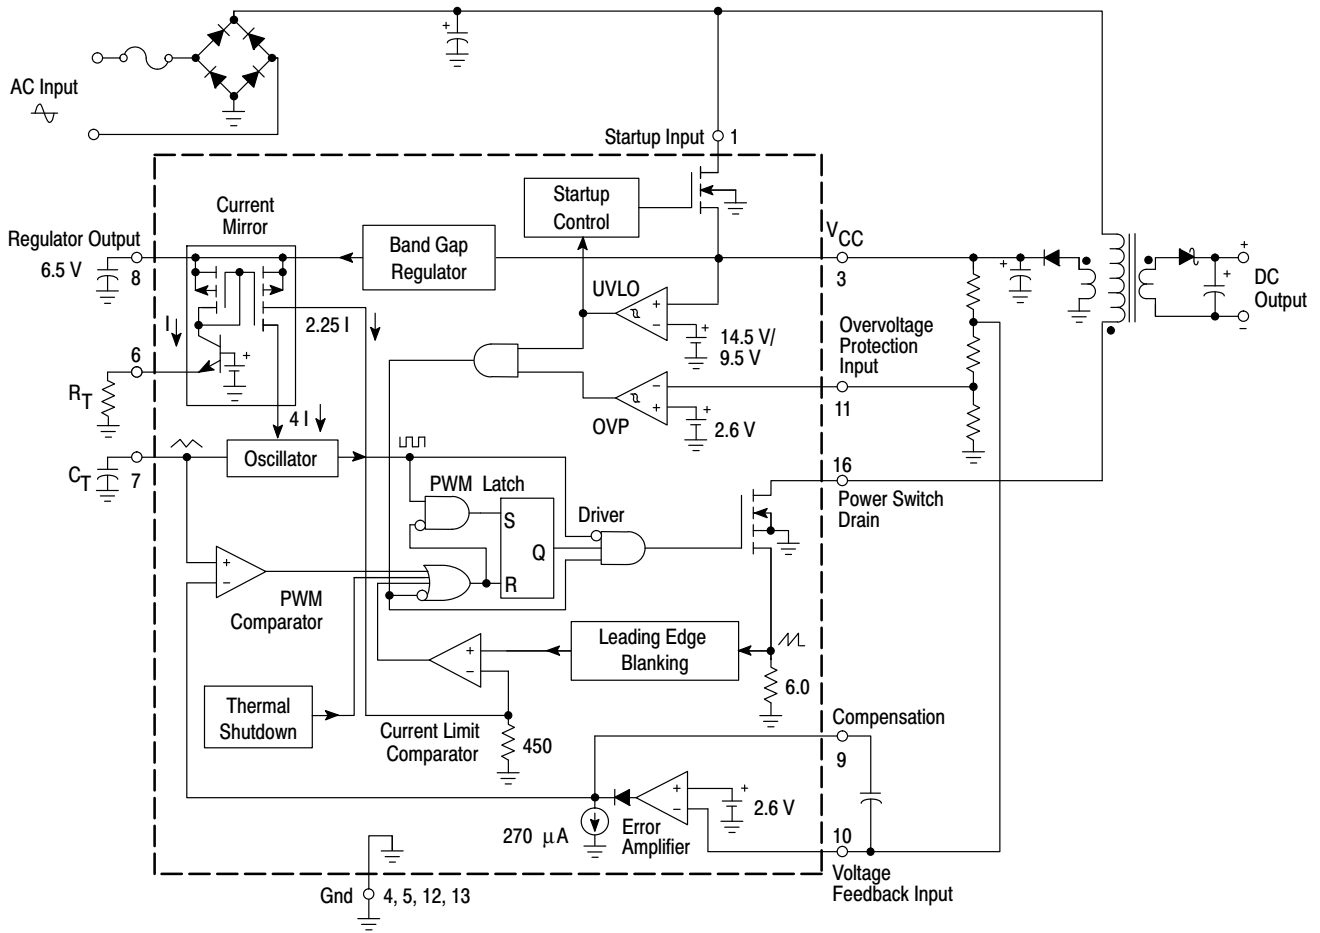 AC Input
Startup Input
1
Current
Mirror
Startup
Control
Regulator Output
6.5 V
8
Band Gap
Regulator
VCC
3
+
DC
Output
−
UVLO
14.5 V/
9.5 V
I
2.25 I
Overvoltage
Protection
Input
11
6
RT
4 I
OVP
2.6 V
CT
7
Oscillator
PWM Latch
S
Q
R
Driver
16
Power Switch
Drain
PWM
Comparator
Leading Edge
Blanking
6.0
Thermal
Shutdown
Current Limit
Comparator
450
Compensation
9
270 µA
Error
Amplifier
2.6 V
10
Voltage
Feedback Input
Gnd
4, 5, 12, 13